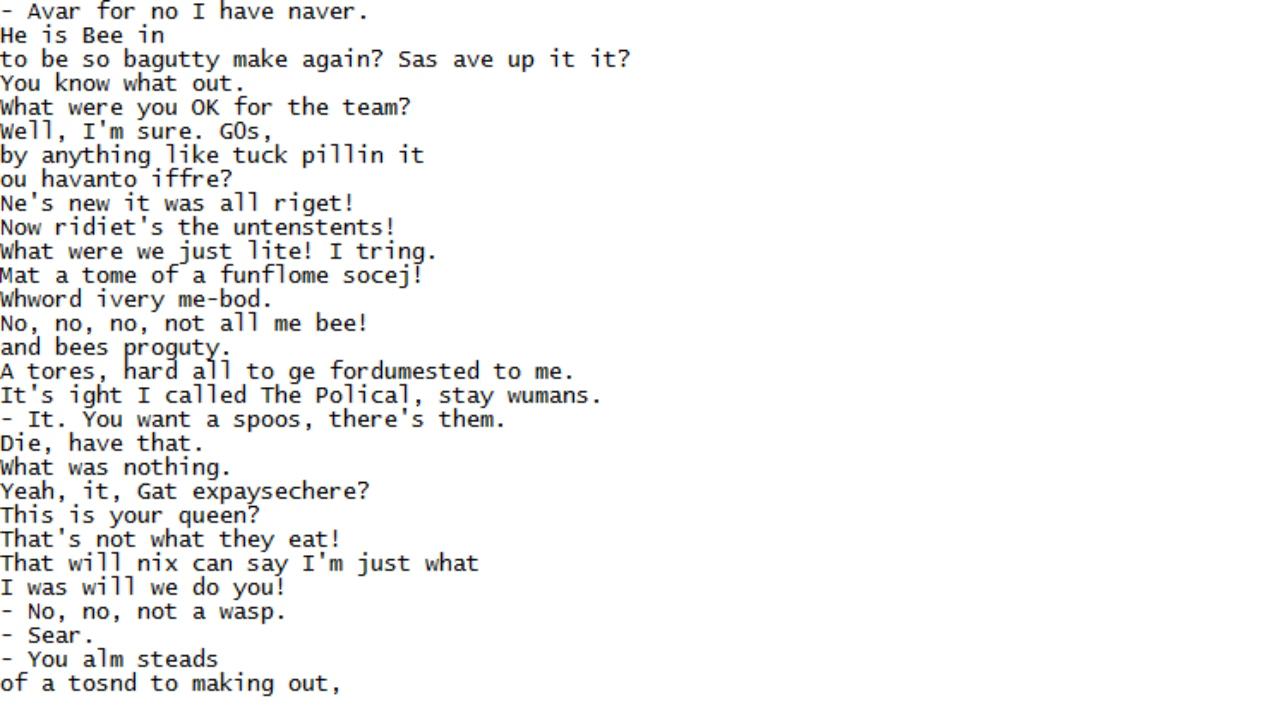 - Avar for no I have naver.
He is Bee in
to be so bagutty make again? Sas ave up it it?
You know what out.
What were you OK for the team?
Well, I'm sure. GOs,
by anything like tuck pillin it
ou havanto iffre?
Ne's new it was all riget!
Now ridiet's the untenstents!
What were we just lite! I tring.
Mat a tome of a funflome socej!
Whword ivery me-bod.
No, no, no, not all me bee!
and bees proguty.
A tores, hard all to ge fordumested to me.
It's ight I called The Polical, stay wumans.
- It. You want a spoos, there's them.
Die, have that.
What was nothing.
Yeah, it, Gat expaysechere?
This is your queen?
That's not what they eat!
That will nix can say I'm just what
I was will we do you!
- No, no, not a wasp.
- Sear.
- You alm steads
of a tosnd to making out,